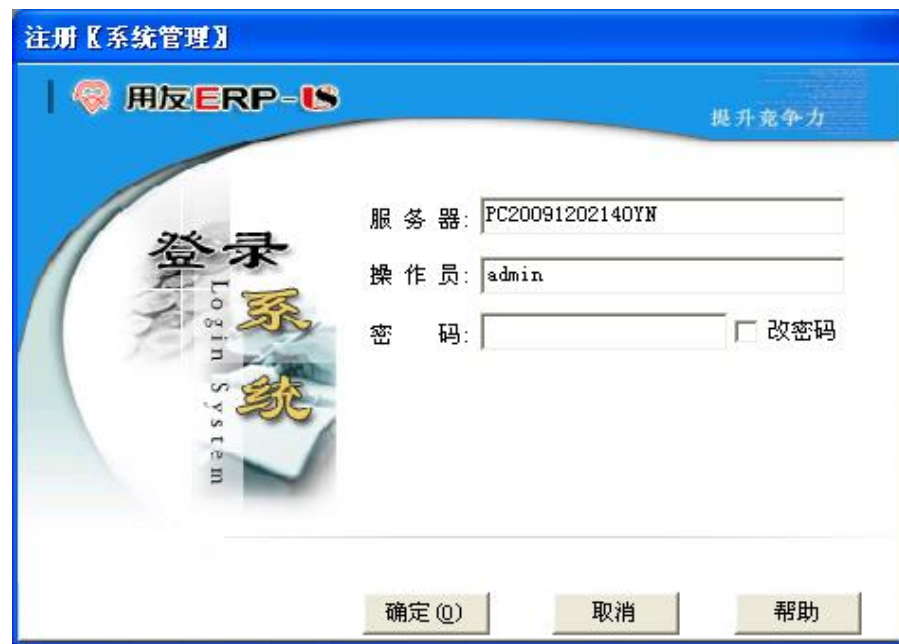 注册〖系统管理〗
用友ERP-U8
提升竞争力
登录系统
Login System
服 务 器: PC20091202140YN
操 作 员: admin
密 码: 改密码
确定(O) 取消 帮助